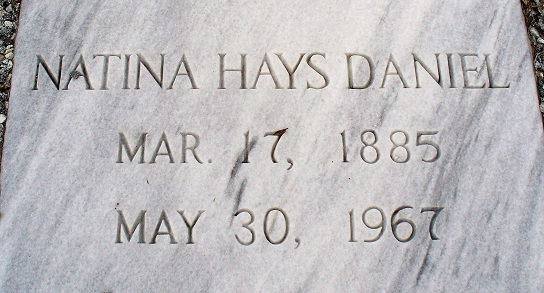 NATINA HAYS DANIEL
MAR. 17, 1885
MAY 30, 1967